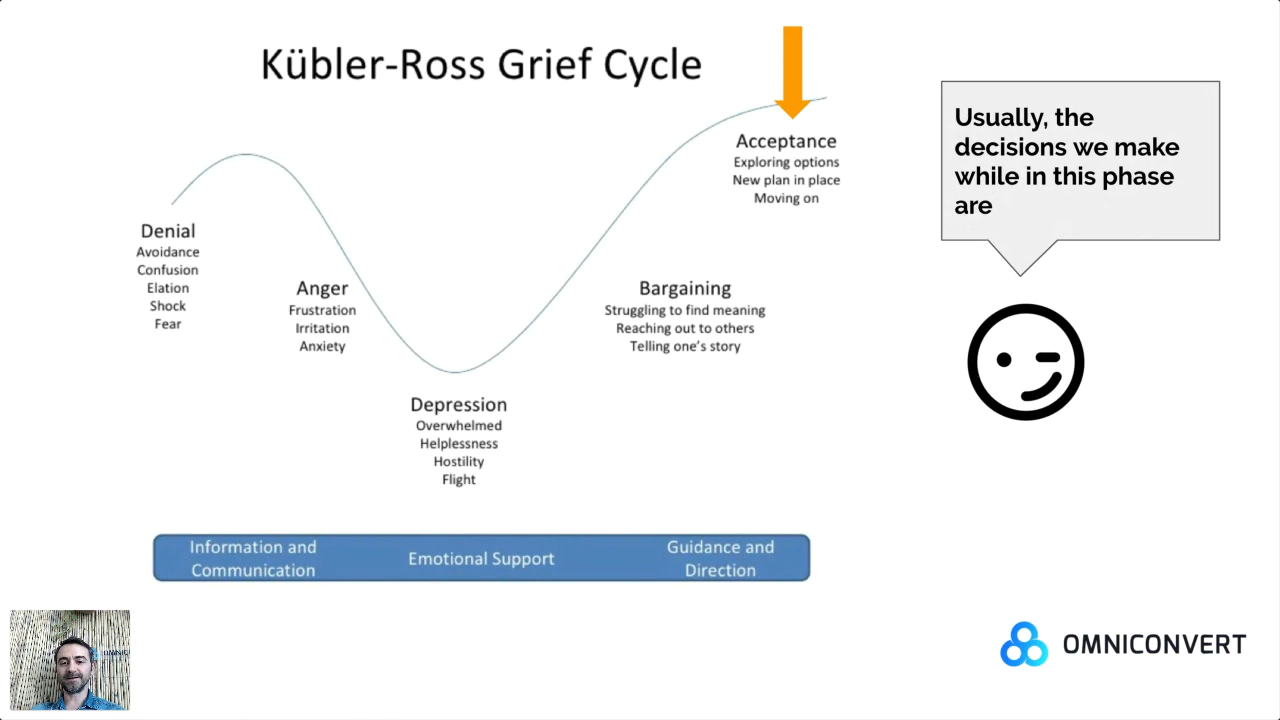 Kübler-Ross Grief Cycle
Denial
Avoidance
Confusion
Elation
Shock
Fear
Anger
Frustration
Irritation
Anxiety
Depression
Overwhelmed
Helplessness
Hostility
Flight
Bargaining
Struggling to find meaning
Reaching out to others
Telling one's story
Acceptance
Exploring options
New plan in place
Moving on
Information and
Communication
Emotional Support
Guidance and
Direction
Usually, the
decisions we make
while in this phase
are
OMNICONVERT